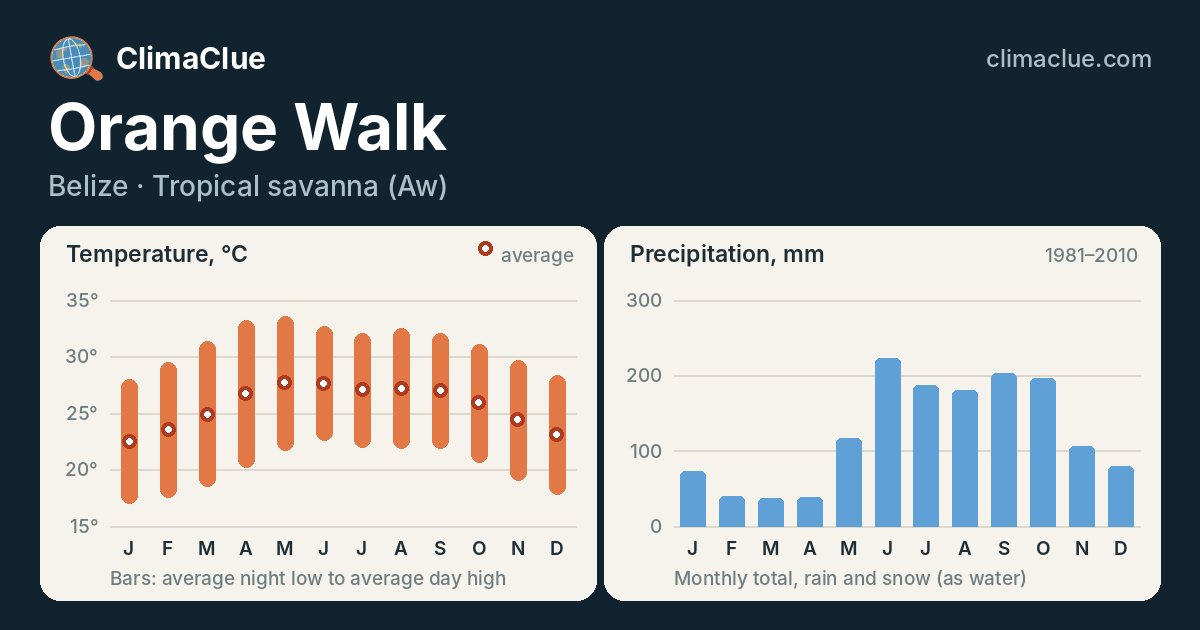 ClimaClue
climaclue.com
Orange Walk
Belize · Tropical savanna (Aw)
Temperature, °C
average
35°
30°
25°
20°
15°
J F M A M J J A S O N D
Bars: average night low to average day high
Precipitation, mm
1981–2010
300
200
100
0
J F M A M J J A S O N D
Monthly total, rain and snow (as water)